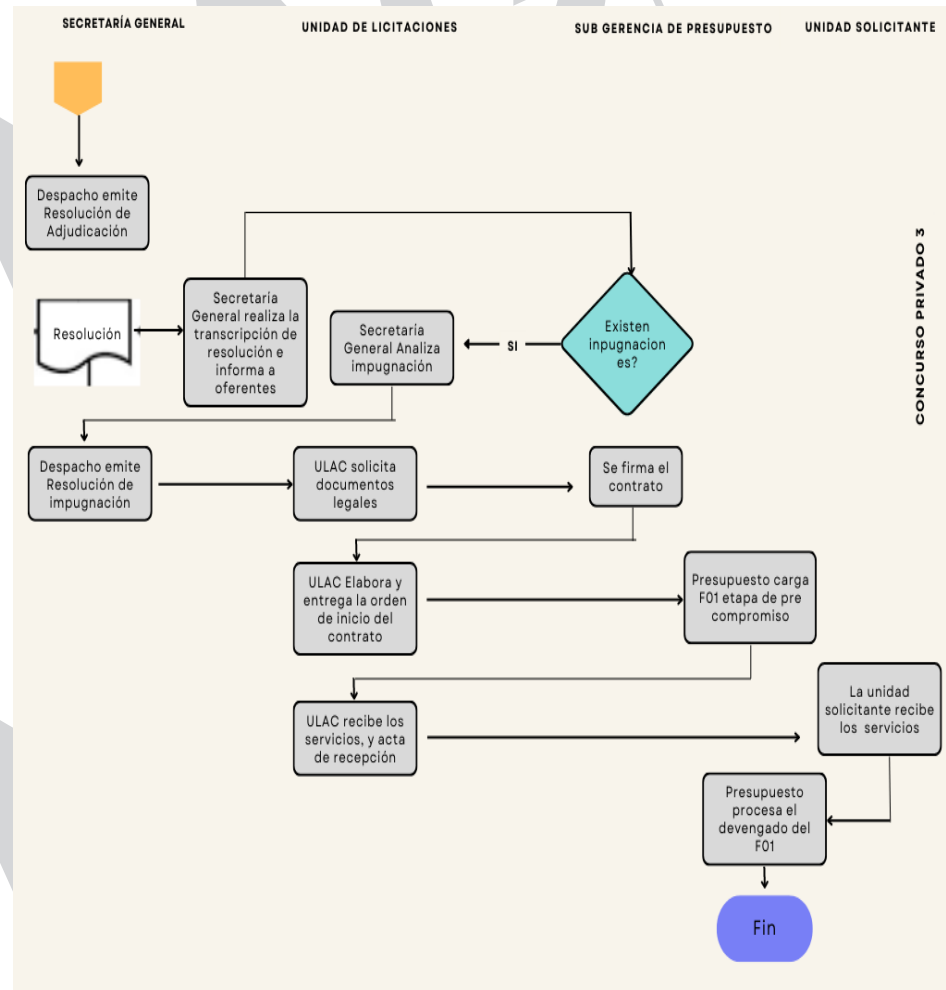 SECRETARÍA GENERAL
UNIDAD DE LICITACIONES
SUB GERENCIA DE PRESUPUESTO
UNIDAD SOLICITANTE
Despacho emite
Resolución de
Adjudicación
CONCURSO PRIVADO 3
Resolución
Secretaría
General realiza la
transcripción de
resolución e
informa a
oferentes
Secretaría
General Analiza
impugnación
SI
Existen
inpugnacion
es?
Despacho emite
Resolución de
impugnación
ULAC solicita
documentos
legales
Se firma el
contrato
ULAC Elabora y
entrega la orden
de inicio del
contrato
Presupuesto carga
F01 etapa de pre
compromiso
ULAC recibe los
servicios, y acta
de recepción
La unidad
solicitante recibe
los servicios
Presupuesto
procesa el
devengado del
F01
Fin